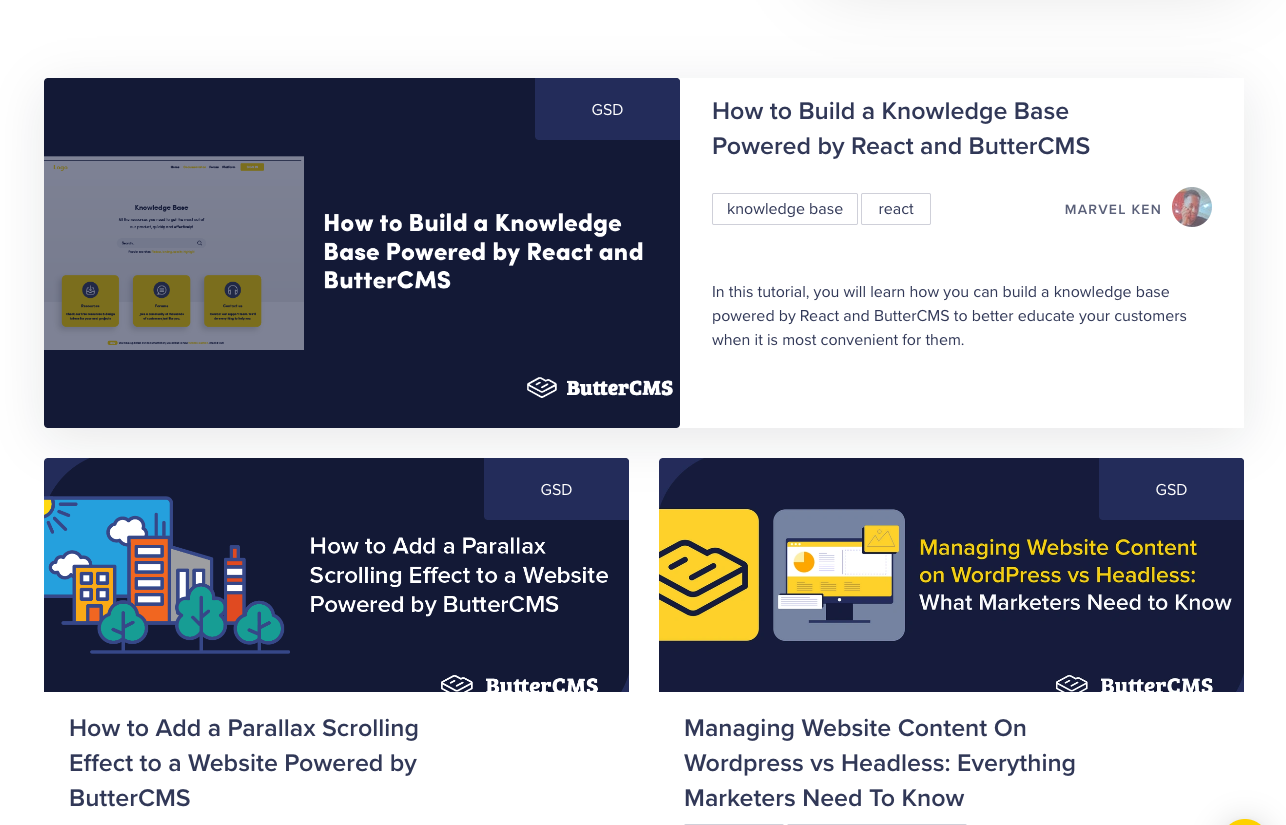 GSD
Knowledge Base
How to Build a Knowledge
Base Powered by React and
ButterCMS
ButterCMS
How to Build a Knowledge Base
Powered by React and ButterCMS
knowledge base
react
MARVEL KEN
In this tutorial, you will learn how you can build a knowledge base
powered by React and ButterCMS to better educate your customers
when it is most convenient for them.
GSD
How to Add a Parallax
Scrolling Effect to a Website
Powered by ButterCMS
ButterCMS
How to Add a Parallax Scrolling
Effect to a Website Powered by
ButterCMS
GSD
Managing Website Content
on WordPress vs Headless:
What Marketers Need to Know
ButterCMS
Managing Website Content On
Wordpress vs Headless: Everything
Marketers Need To Know